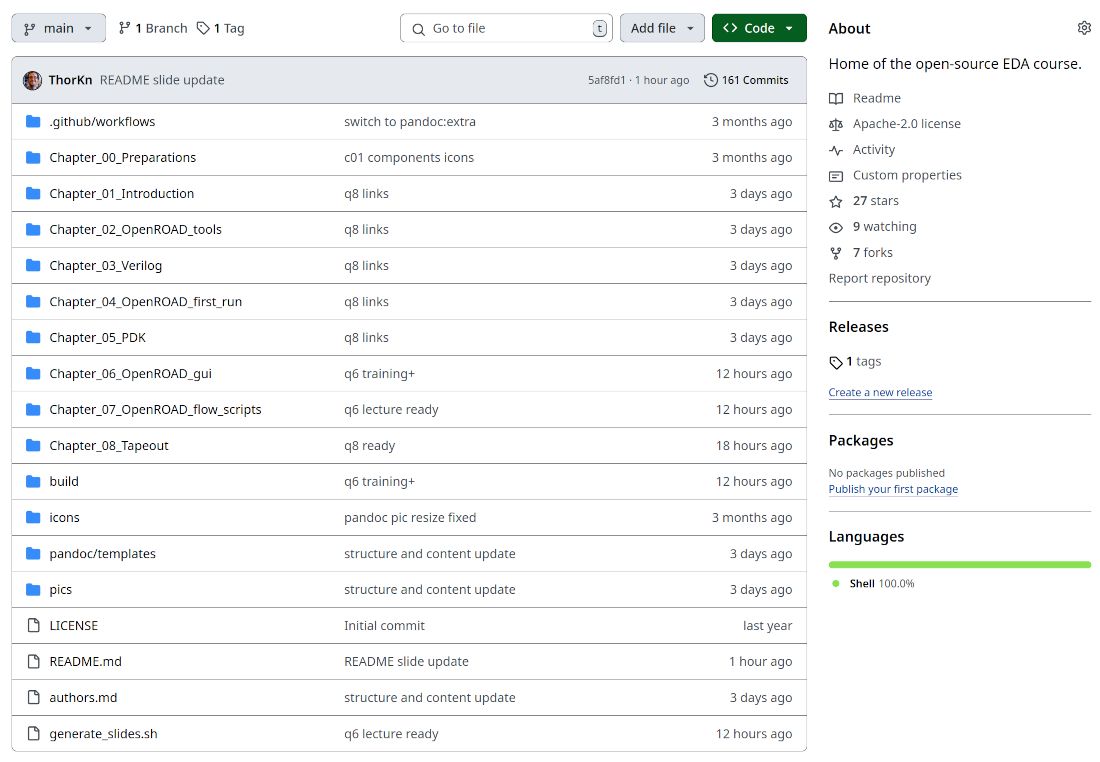 main 1 Branch 1 Tag Go to file t Add file Code
ThorKn README slide update 5af8fd1 · 1 hour ago 161 Commits
.github/workflows switch to pandoc:extra 3 months ago
Chapter_00_Preparations c01 components icons 3 months ago
Chapter_01_Introduction q8 links 3 days ago
Chapter_02_OpenROAD_tools q8 links 3 days ago
Chapter_03_Verilog q8 links 3 days ago
Chapter_04_OpenROAD_first_run q8 links 3 days ago
Chapter_05_PDK q8 links 3 days ago
Chapter_06_OpenROAD_gui q6 training+ 12 hours ago
Chapter_07_OpenROAD_flow_scripts q6 lecture ready 12 hours ago
Chapter_08_Tapeout q8 ready 18 hours ago
build q6 training+ 12 hours ago
icons pandoc pic resize fixed 3 months ago
pandoc/templates structure and content update 3 days ago
pics structure and content update 3 days ago
LICENSE Initial commit last year
README.md README slide update 1 hour ago
authors.md structure and content update 3 days ago
generate_slides.sh q6 lecture ready 12 hours ago
About
Home of the open-source EDA course.
Readme
Apache-2.0 license
Activity
Custom properties
27 stars
9 watching
7 forks
Report repository
Releases
1 tags
Create a new release
Packages
No packages published
Publish your first package
Languages
Shell 100.0%